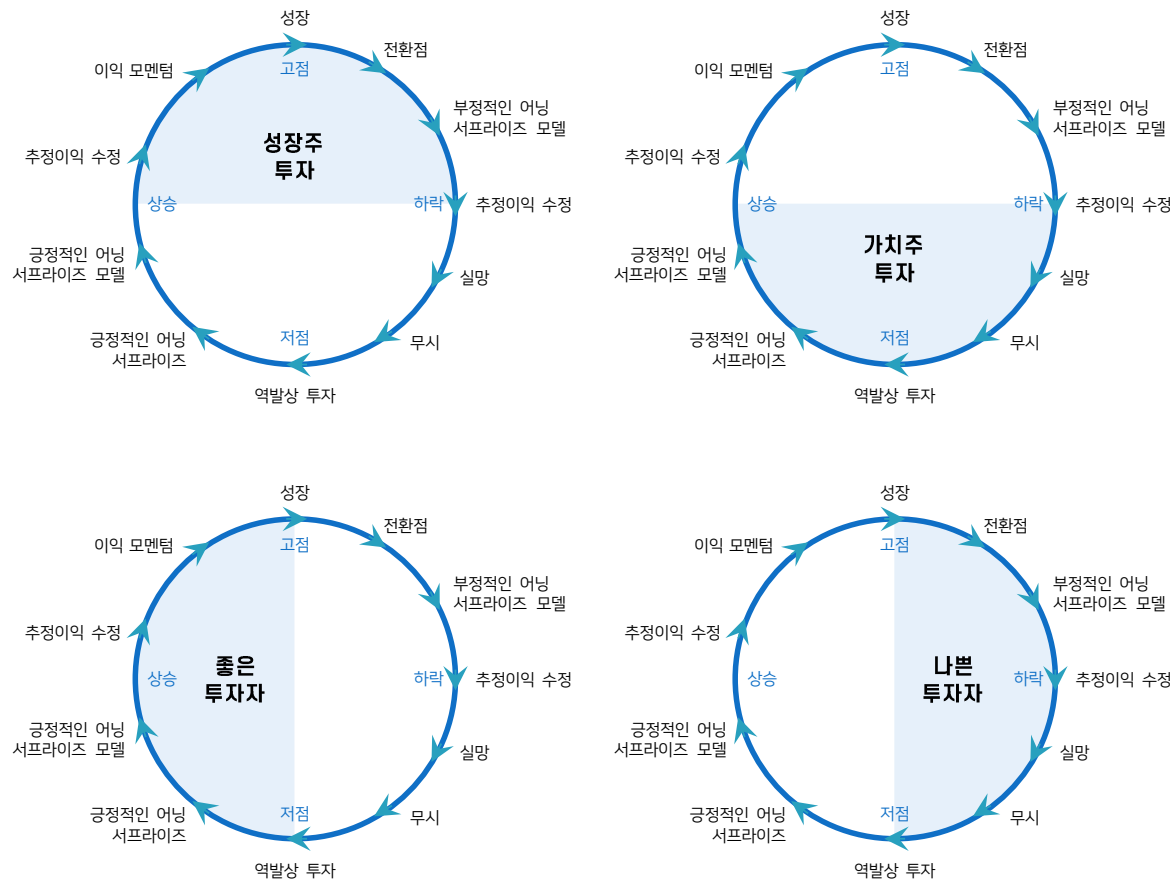 성장
전환점
이익 모멘텀
고점
부정적인 어닝
서프라이즈 모델
성장주
투자
추정이익 수정
상승
하락
추정이익 수정
긍정적인 어닝
서프라이즈 모델
실망
긍정적인 어닝
서프라이즈
저점
무시
역발상 투자
성장
전환점
이익 모멘텀
고점
부정적인 어닝
서프라이즈 모델
추정이익 수정
상승
하락
추정이익 수정
가치주
투자
긍정적인 어닝
서프라이즈 모델
실망
긍정적인 어닝
서프라이즈
저점
무시
역발상 투자
성장
전환점
이익 모멘텀
고점
부정적인 어닝
서프라이즈 모델
추정이익 수정
상승
좋은
투자자
하락
추정이익 수정
긍정적인 어닝
서프라이즈 모델
실망
긍정적인 어닝
서프라이즈
저점
무시
역발상 투자
성장
전환점
이익 모멘텀
고점
부정적인 어닝
서프라이즈 모델
추정이익 수정
상승
나쁜
투자자
하락
추정이익 수정
긍정적인 어닝
서프라이즈 모델
실망
긍정적인 어닝
서프라이즈
저점
무시
역발상 투자